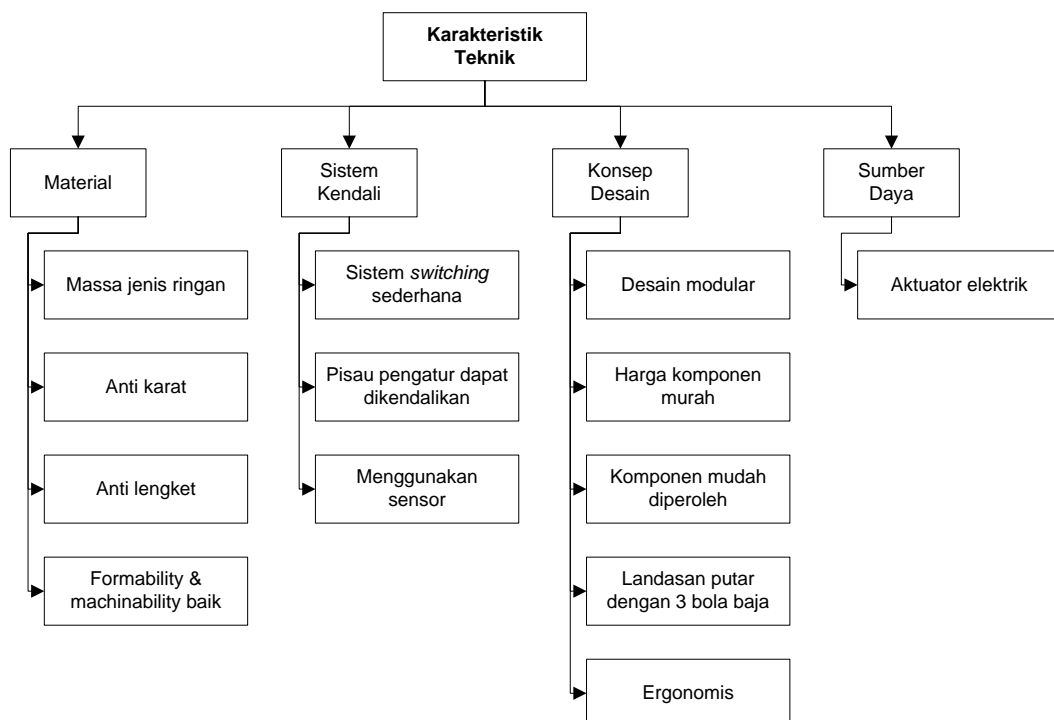 Karakteristik
Teknik
Material
Sistem
Kendali
Konsep
Desain
Sumber
Daya
Massa jenis ringan
Anti karat
Anti lengket
Formability &
machinability baik
Sistem switching
sederhana
Pisau pengatur dapat
dikendalikan
Menggunakan
sensor
Desain modular
Harga komponen
murah
Komponen mudah
diperoleh
Landasan putar
dengan 3 bola baja
Ergonomis
Aktuator elektrik